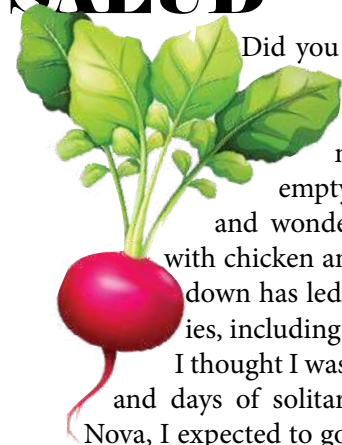 SALUD
Did you
empty
and wonde
with chicken an
down has led
ies, including
I thought I was
and days of solitar
Nova, I expected to go